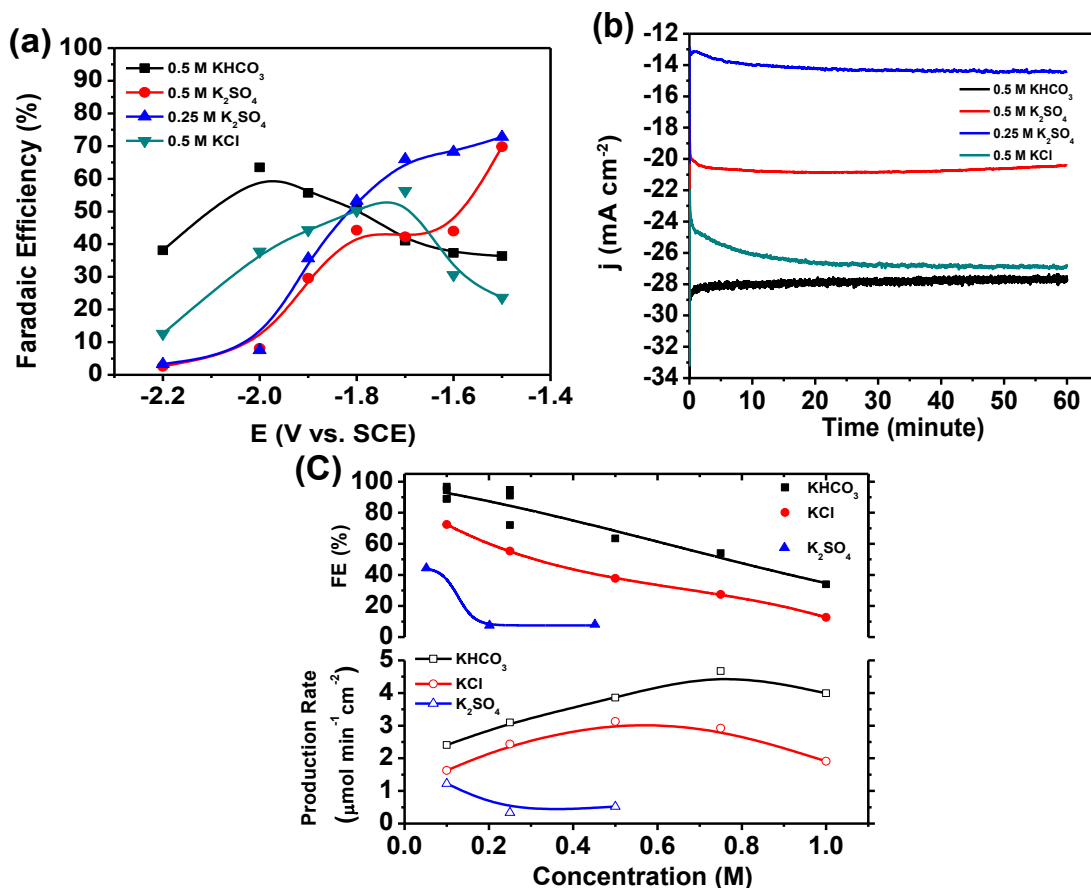 (a)
100
90
80
70
60
50
40
30
20
10
0
Faradaic Efficiency (%)
0.5 M KHCO₃
0.5 M K₂SO₄
0.25 M K₂SO₄
0.5 M KCl
-2.2 -2.0 -1.8 -1.6 -1.4
E (V vs. SCE)
(b)
-12
-14
-16
-18
-20
-22
-24
-26
-28
-30
-32
-34
j (mA cm⁻²)
0.5 M KHCO₃
0.5 M K₂SO₄
0.25 M K₂SO₄
0.5 M KCl
0 10 20 30 40 50 60
Time (minute)
(C)
100
80
60
40
20
0
FE (%)
KHCO₃
KCl
K₂SO₄
5
4
3
2
1
0
Production Rate
(μmol min⁻¹ cm⁻²)
KHCO₃
KCl
K₂SO₄
0.0 0.2 0.4 0.6 0.8 1.0
Concentration (M)